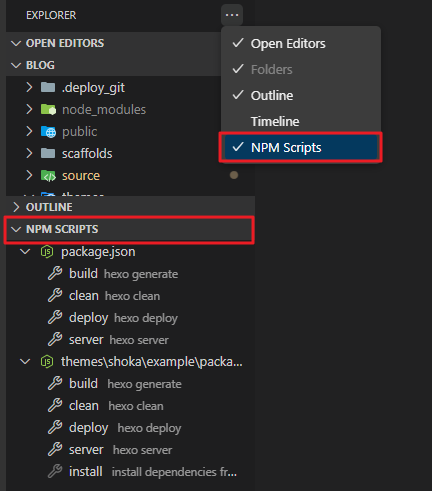 EXPLORER
OPEN EDITORS
BLOG
.deploy_git
node_modules
public
scaffolds
source
themes
OUTLINE
NPM SCRIPTS
package.json
build hexo generate
clean hexo clean
deploy hexo deploy
server hexo server
themes\shoka\example\packa...
build hexo generate
clean hexo clean
deploy hexo deploy
server hexo server
install install dependencies fr...
Open Editors
Folders
Outline
Timeline
NPM Scripts